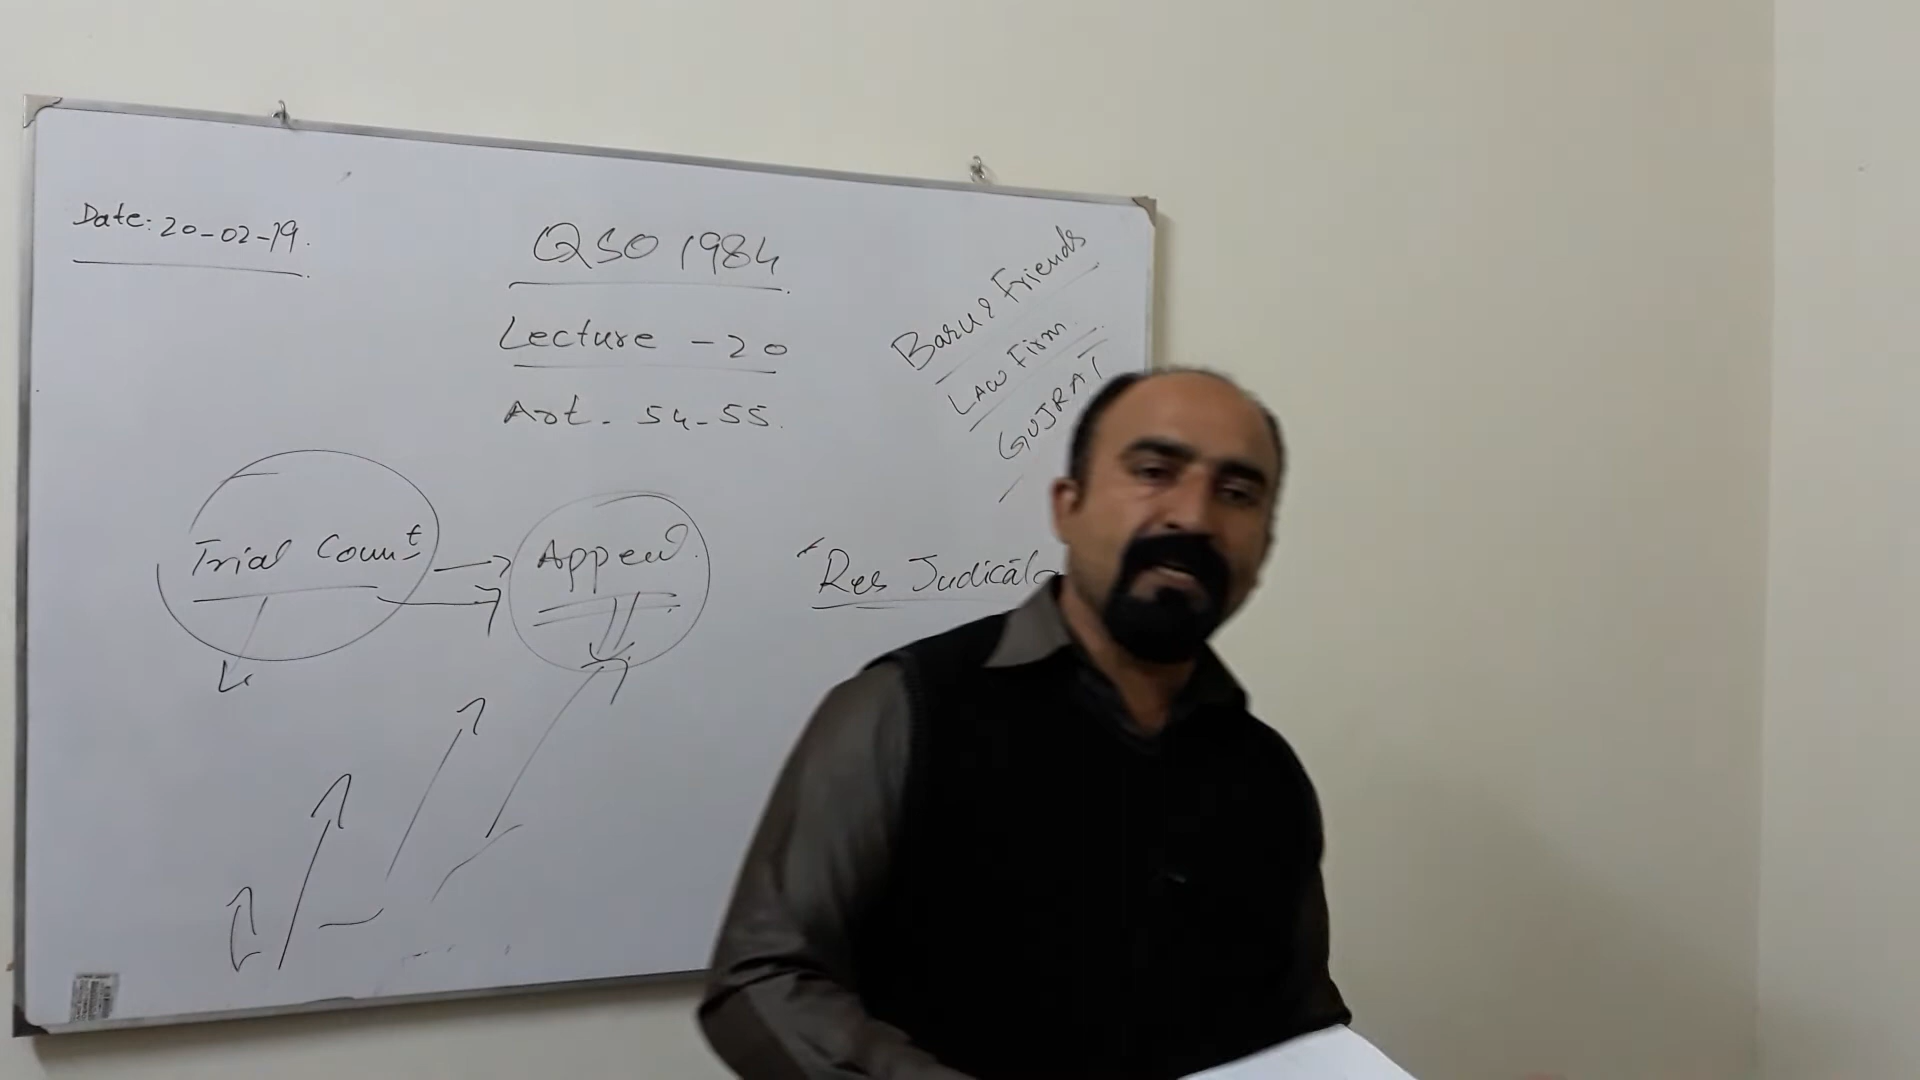 Date: 20-02-19.
QSO 1984
Lecture - 20
Art. 54-55.
Baru & Friends
LAW Firm.
GUJRAT
Trial Court
Appeal.
Res Judicata